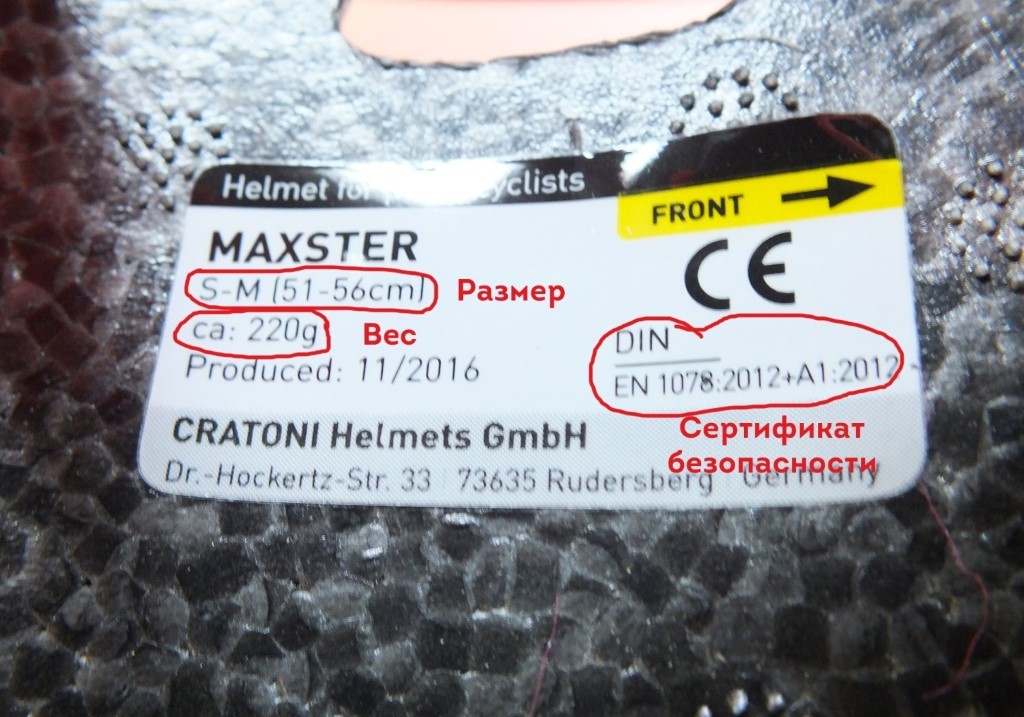 Helmet for cyclists
FRONT
MAXSTER
CE
S-M (51-56cm) Размер
ca: 220g Вес
DIN
Produced: 11/2016
EN 1078:2012+A1:2012
CRATONI Helmets GmbH
Сертификат
безопасности
Dr.-Hockertz-Str. 33 73635 Rudersberg Germany